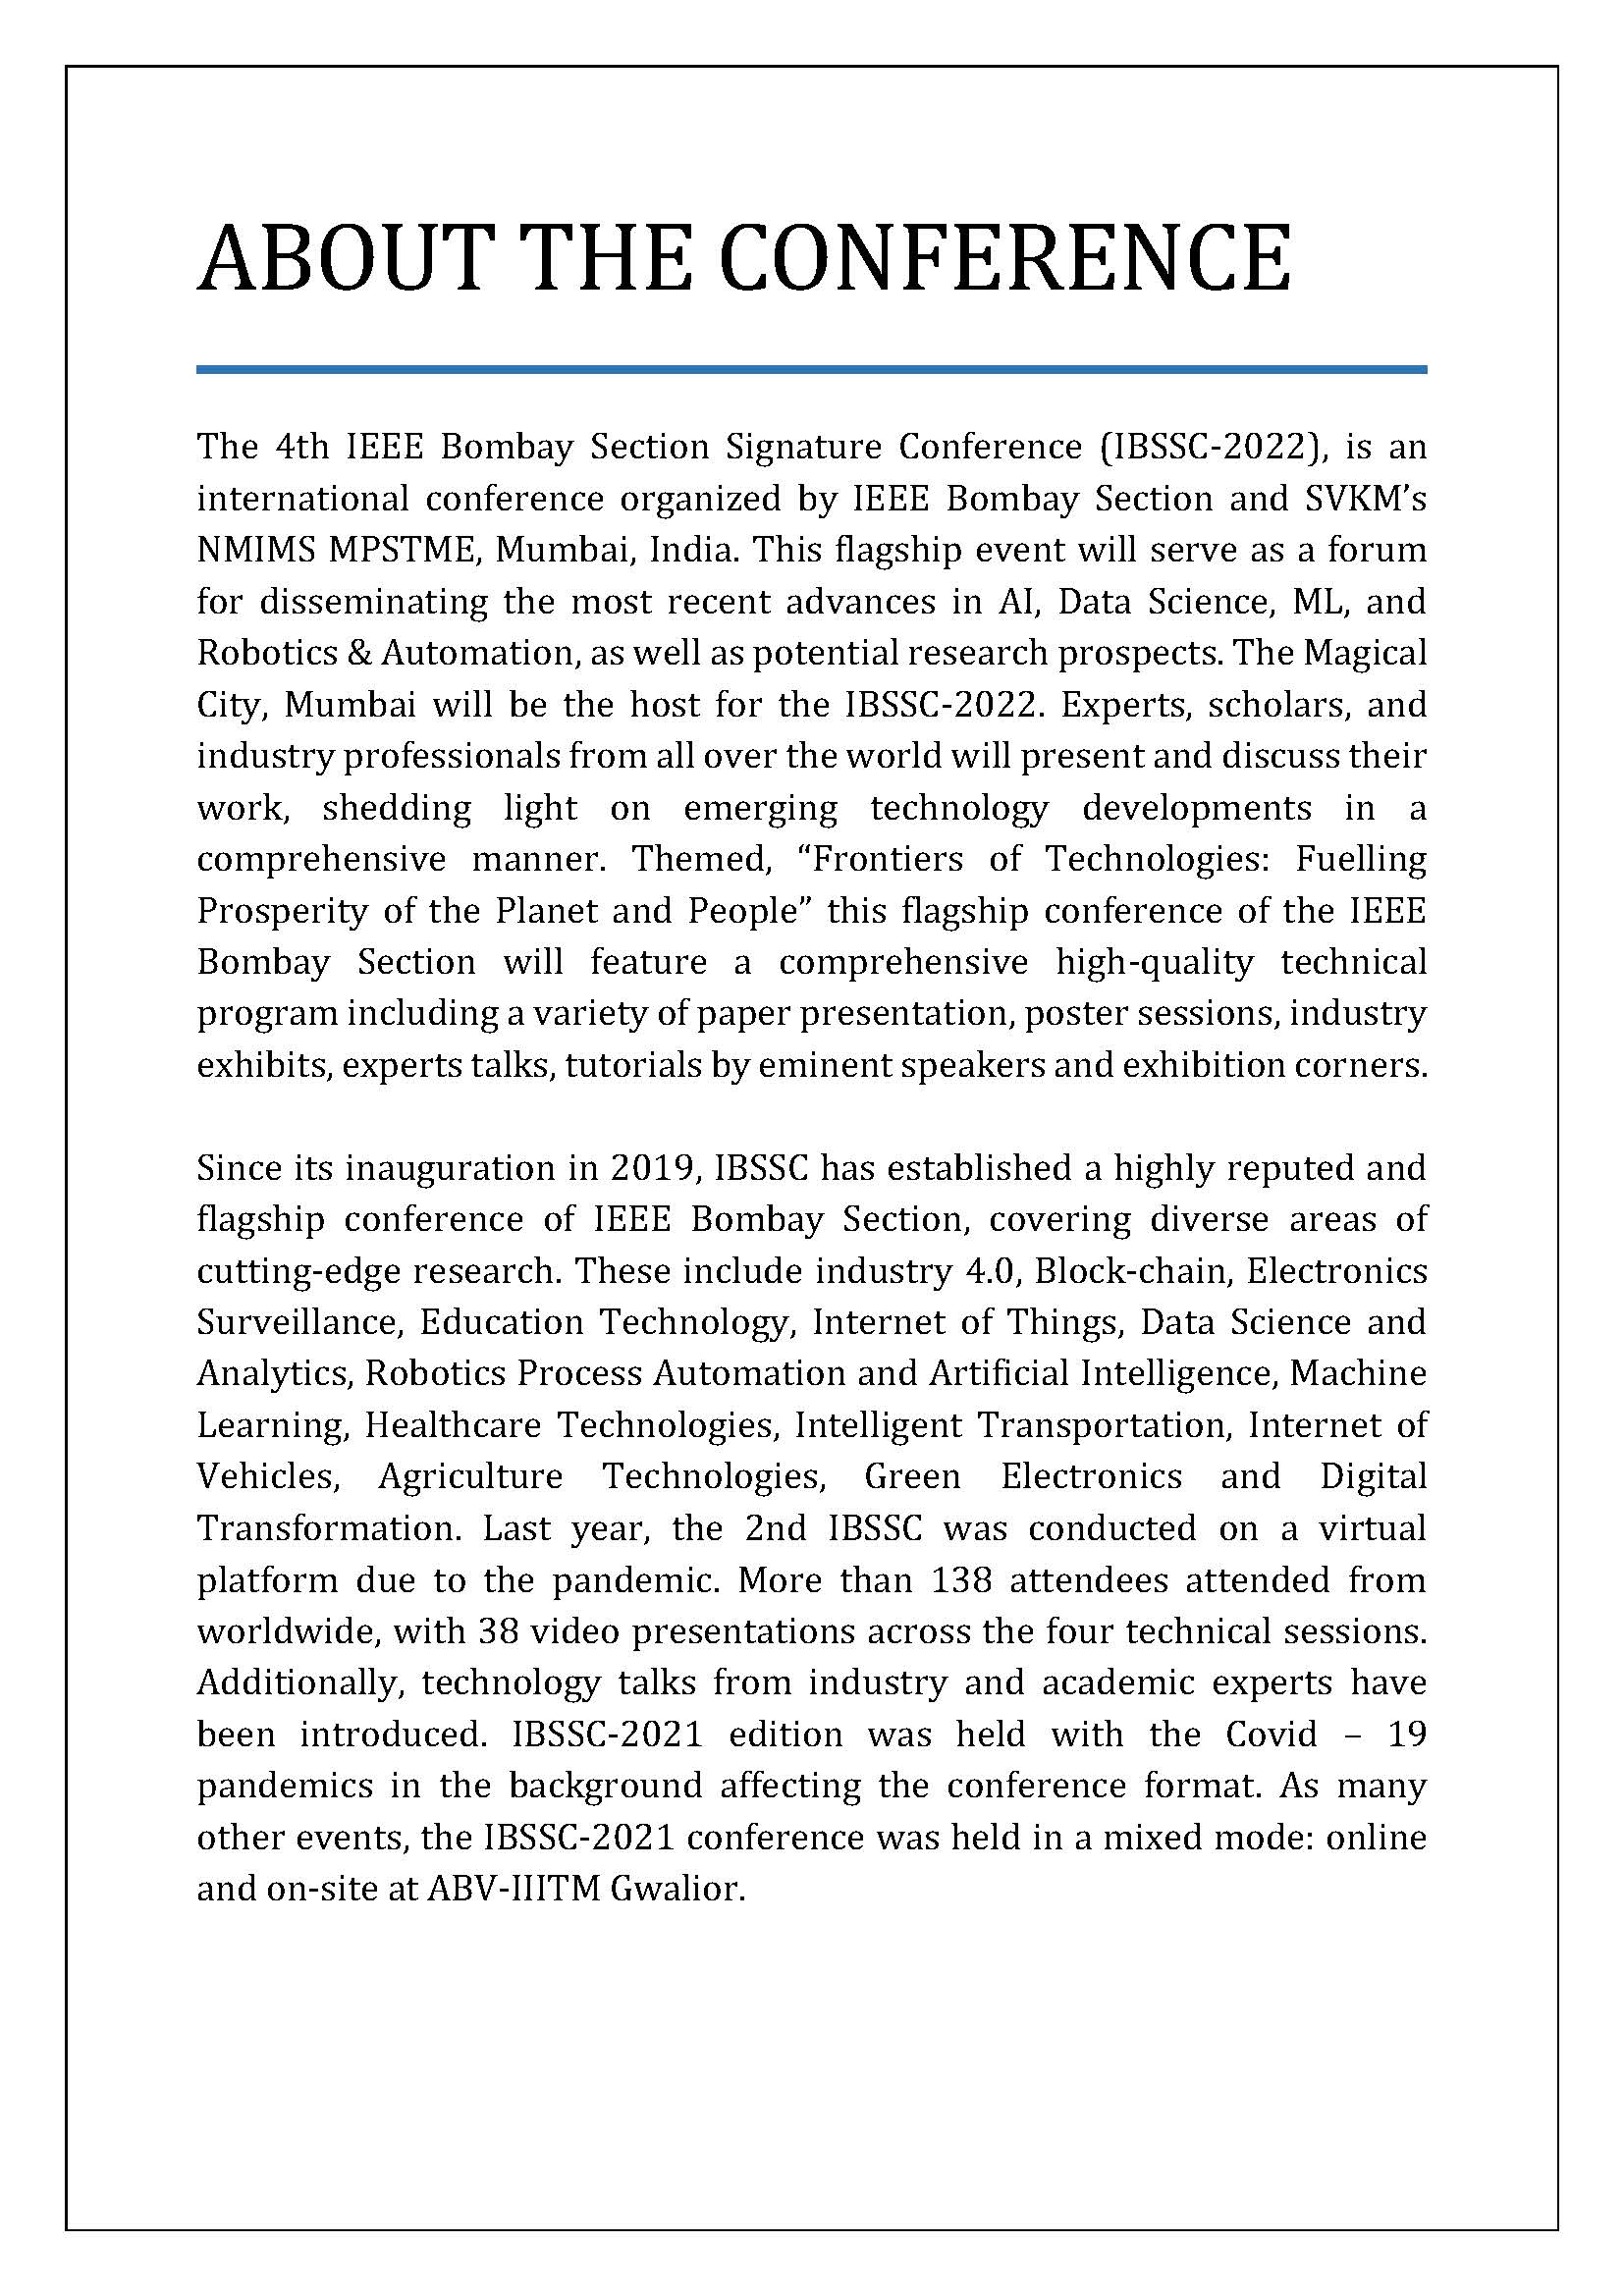 ABOUT THE CONFERENCE
The 4th IEEE Bombay Section Signature Conference (IBSSC-2022), is an
international conference organized by IEEE Bombay Section and SVKM’s
NMIMS MPSTME, Mumbai, India. This flagship event will serve as a forum
for disseminating the most recent advances in AI, Data Science, ML, and
Robotics & Automation, as well as potential research prospects. The Magical
City, Mumbai will be the host for the IBSSC-2022. Experts, scholars, and
industry professionals from all over the world will present and discuss their
work, shedding light on emerging technology developments in a
comprehensive manner. Themed, “Frontiers of Technologies: Fuelling
Prosperity of the Planet and People” this flagship conference of the IEEE
Bombay Section will feature a comprehensive high-quality technical
program including a variety of paper presentation, poster sessions, industry
exhibits, experts talks, tutorials by eminent speakers and exhibition corners.
Since its inauguration in 2019, IBSSC has established a highly reputed and
flagship conference of IEEE Bombay Section, covering diverse areas of
cutting-edge research. These include industry 4.0, Block-chain, Electronics
Surveillance, Education Technology, Internet of Things, Data Science and
Analytics, Robotics Process Automation and Artificial Intelligence, Machine
Learning, Healthcare Technologies, Intelligent Transportation, Internet of
Vehicles, Agriculture Technologies, Green Electronics and Digital
Transformation. Last year, the 2nd IBSSC was conducted on a virtual
platform due to the pandemic. More than 138 attendees attended from
worldwide, with 38 video presentations across the four technical sessions.
Additionally, technology talks from industry and academic experts have
been introduced. IBSSC-2021 edition was held with the Covid – 19
pandemics in the background affecting the conference format. As many
other events, the IBSSC-2021 conference was held in a mixed mode: online
and on-site at ABV-IIITM Gwalior.